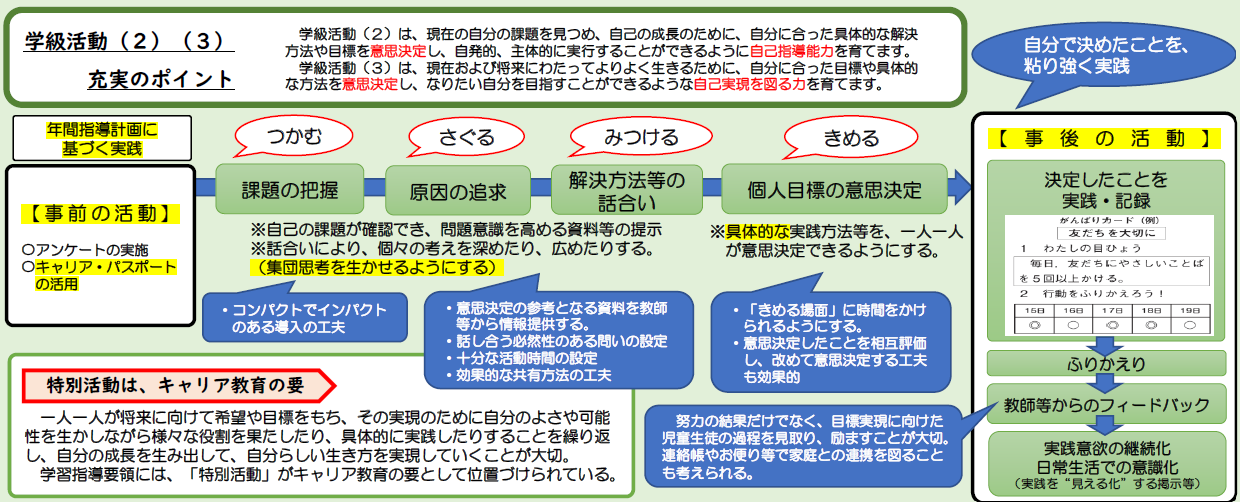 学級活動（２）（３）
充実のポイント
学級活動（２）は、現在の自分の課題を見つめ、自己の成長のために、自分に合った具体的な解決
方法や目標を意思決定し、自発的、主体的に実行することができるように自己指導能力を育てます。
学級活動（３）は、現在および将来にわたってよりよく生きるために、自分に合った目標や具体的
な方法を意思決定し、なりたい自分を目指すことができるような自己実現を図る力を育てます。
自分で決めたことを、
粘り強く実践
年間指導計画に
基づく実践
【事前の活動】
〇アンケートの実施
〇キャリア・パスポート
の活用
つかむ
さぐる
みつける
きめる
課題の把握
原因の追求
解決方法等の
話合い
個人目標の意思決定
※自己の課題が確認でき、問題意識を高める資料等の提示
※話合いにより、個々の考えを深めたり、広めたりする。
（集団思考を生かせるようにする）
※具体的な実践方法等を、一人一人
が意思決定できるようにする。
・コンパクトでインパクト
のある導入の工夫
・意思決定の参考となる資料を教師
等から情報提供する。
・話し合う必然性のある問いの設定
・十分な活動時間の設定
・効果的な共有方法の工夫
・「きめる場面」に時間をかけ
られるようにする。
・意思決定したことを相互評価
し、改めて意思決定する工夫
も効果的
【事後の活動】
決定したことを
実践・記録
がんばりカード（例）
友だちを大切に
１　わたしの目ひょう
毎日，友だちにやさしいことば
を５回以上かける。
２　行動をふりかえろう！
15日 16日 17日 18日 19日
◎ ○ ◎ ◎ ○
ふりかえり
教師等からのフィードバック
実践意欲の継続化
日常生活での意識化
（実践を“見える化”する掲示等）
努力の結果だけでなく、目標実現に向けた
児童生徒の過程を見取り、励ますことが大切。
連絡帳やお便り等で家庭との連携を図ること
も考えられる。
特別活動は、キャリア教育の要
一人一人が将来に向けて希望や目標をもち、その実現のために自分のよさや可能
性を生かしながら様々な役割を果たしたり、具体的に実践したりすることを繰り返
し、自分の成長を生み出して、自分らしい生き方を実現していくことが大切。
学習指導要領には、「特別活動」がキャリア教育の要として位置づけられている。